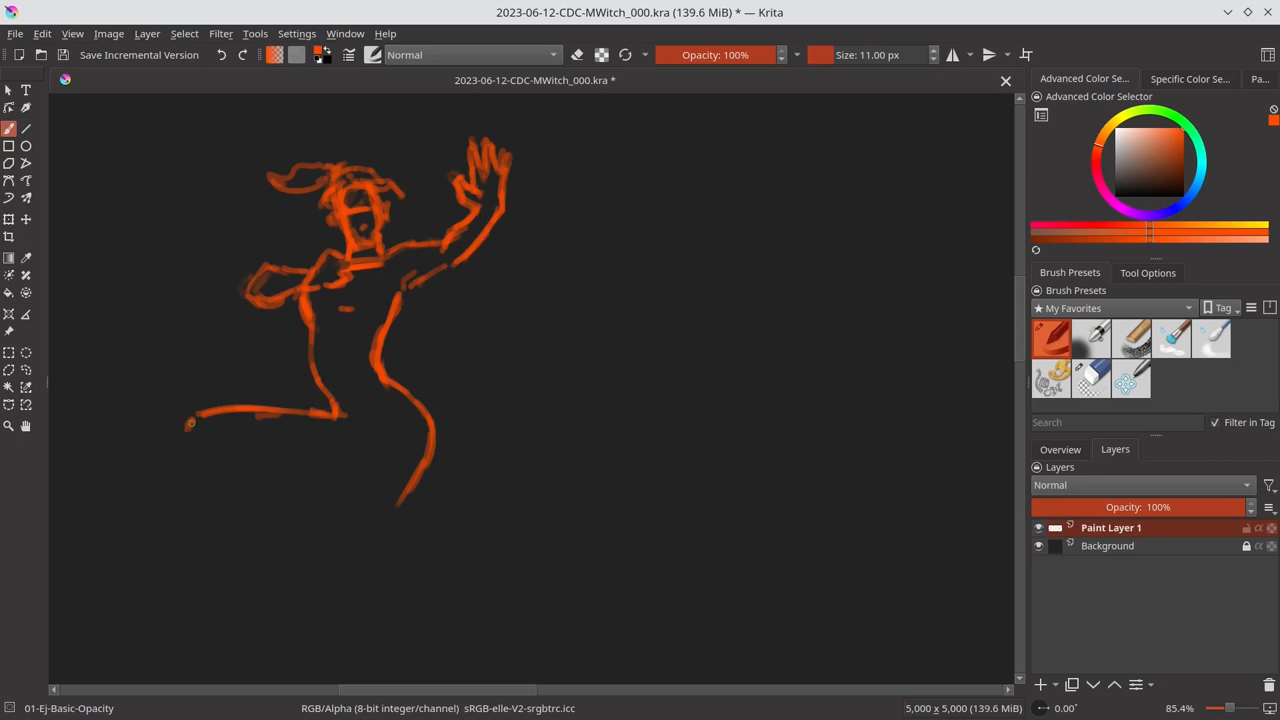 2023-06-12-CDC-MWitch_000.kra (139.6 MiB) * — Krita
File Edit View Image Layer Select Filter Tools Settings Window Help
Save Incremental Version Normal Opacity: 100% Size: 11.00 px
2023-06-12-CDC-MWitch_000.kra (139.6 MiB) *
Advanced Color Se... Specific Color Se... Pa...
Advanced Color Selector
Brush Presets Tool Options
Brush Presets
★ My Favorites Tag
Search Filter in Tag
Overview Layers
Layers
Normal
Opacity: 100%
Paint Layer 1
Background
01-Ej-Basic-Opacity RGB/Alpha (8-bit integer/channel) sRGB-elle-V2-srgbtrc.icc 5,000 x 5,000 (139.6 MiB) 0.00° 85.4%